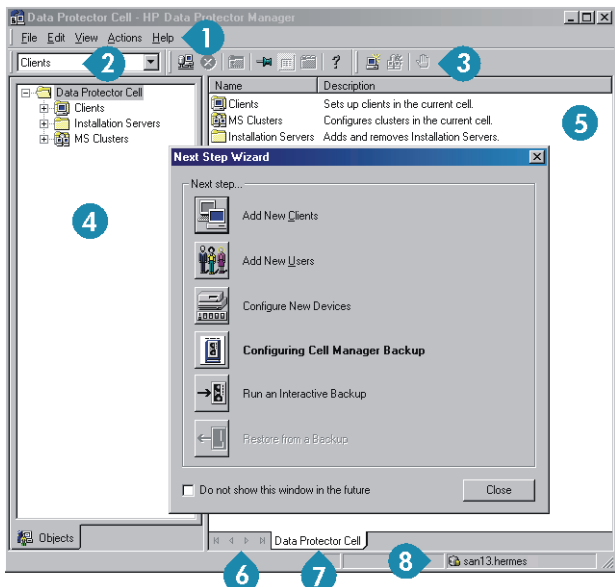 Data Protector Cell - HP Data Protector Manager
File Edit View Actions Help
1
Clients
2
?
3
Data Protector Cell
Clients
Installation Servers
MS Clusters
4
Name Description
Clients Sets up clients in the current cell.
MS Clusters Configures clusters in the current cell.
Installation Servers Adds and removes Installation Servers.
5
Next Step Wizard
Next step...
Add New Clients
Add New Users
Configure New Devices
Configuring Cell Manager Backup
Run an Interactive Backup
Restore from a Backup
Do not show this window in the future
Close
Objects
Data Protector Cell
6
7
8
san13.hermes